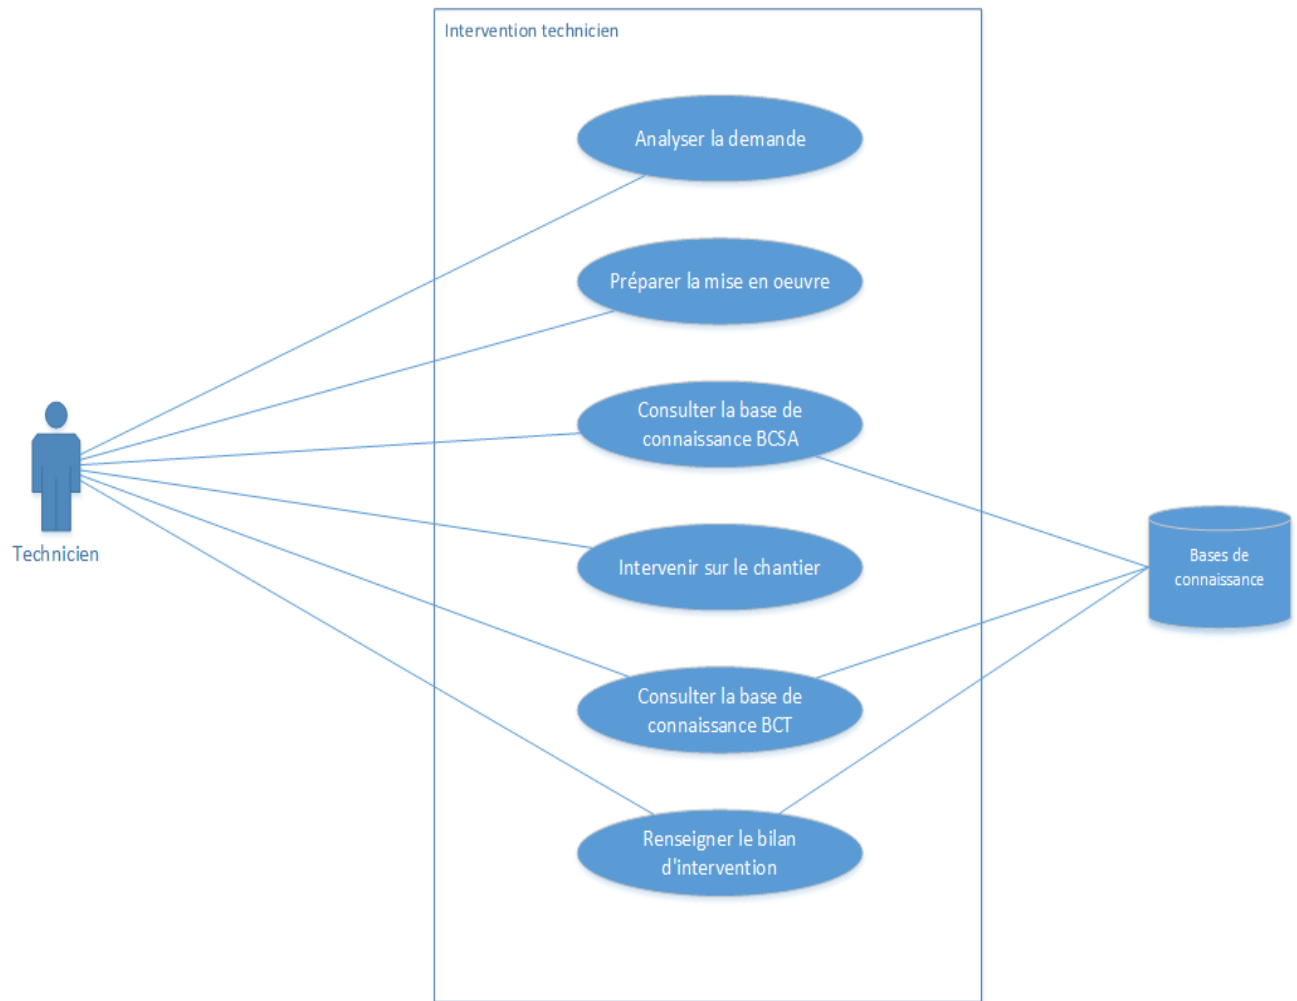 Intervention technicien
Analyser la demande
Préparer la mise en oeuvre
Consulter la base de
connaissance BCSA
Intervenir sur le chantier
Technicien
Bases de
connaissance
Consulter la base de
connaissance BCT
Renseigner le bilan
d'intervention